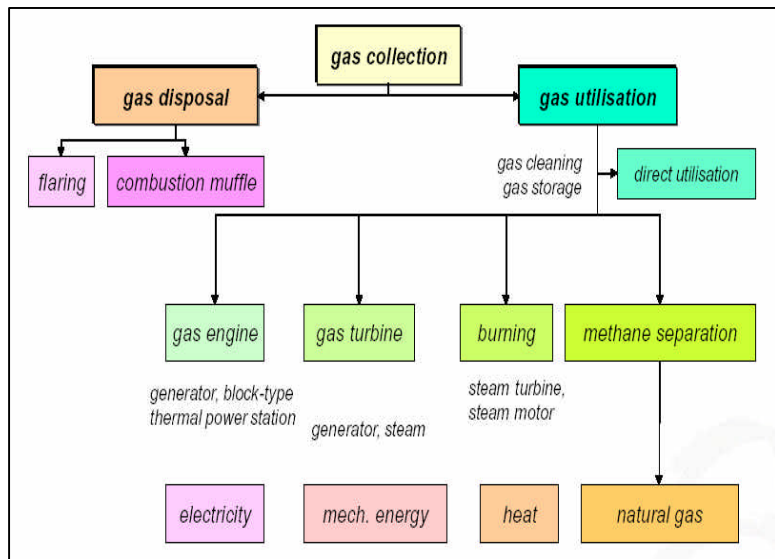 gas collection
gas disposal
gas utilisation
flaring
combustion muffle
gas cleaning
gas storage
direct utilisation
gas engine
gas turbine
burning
methane separation
generator, block-type
thermal power station
generator, steam
steam turbine,
steam motor
electricity
mech. energy
heat
natural gas